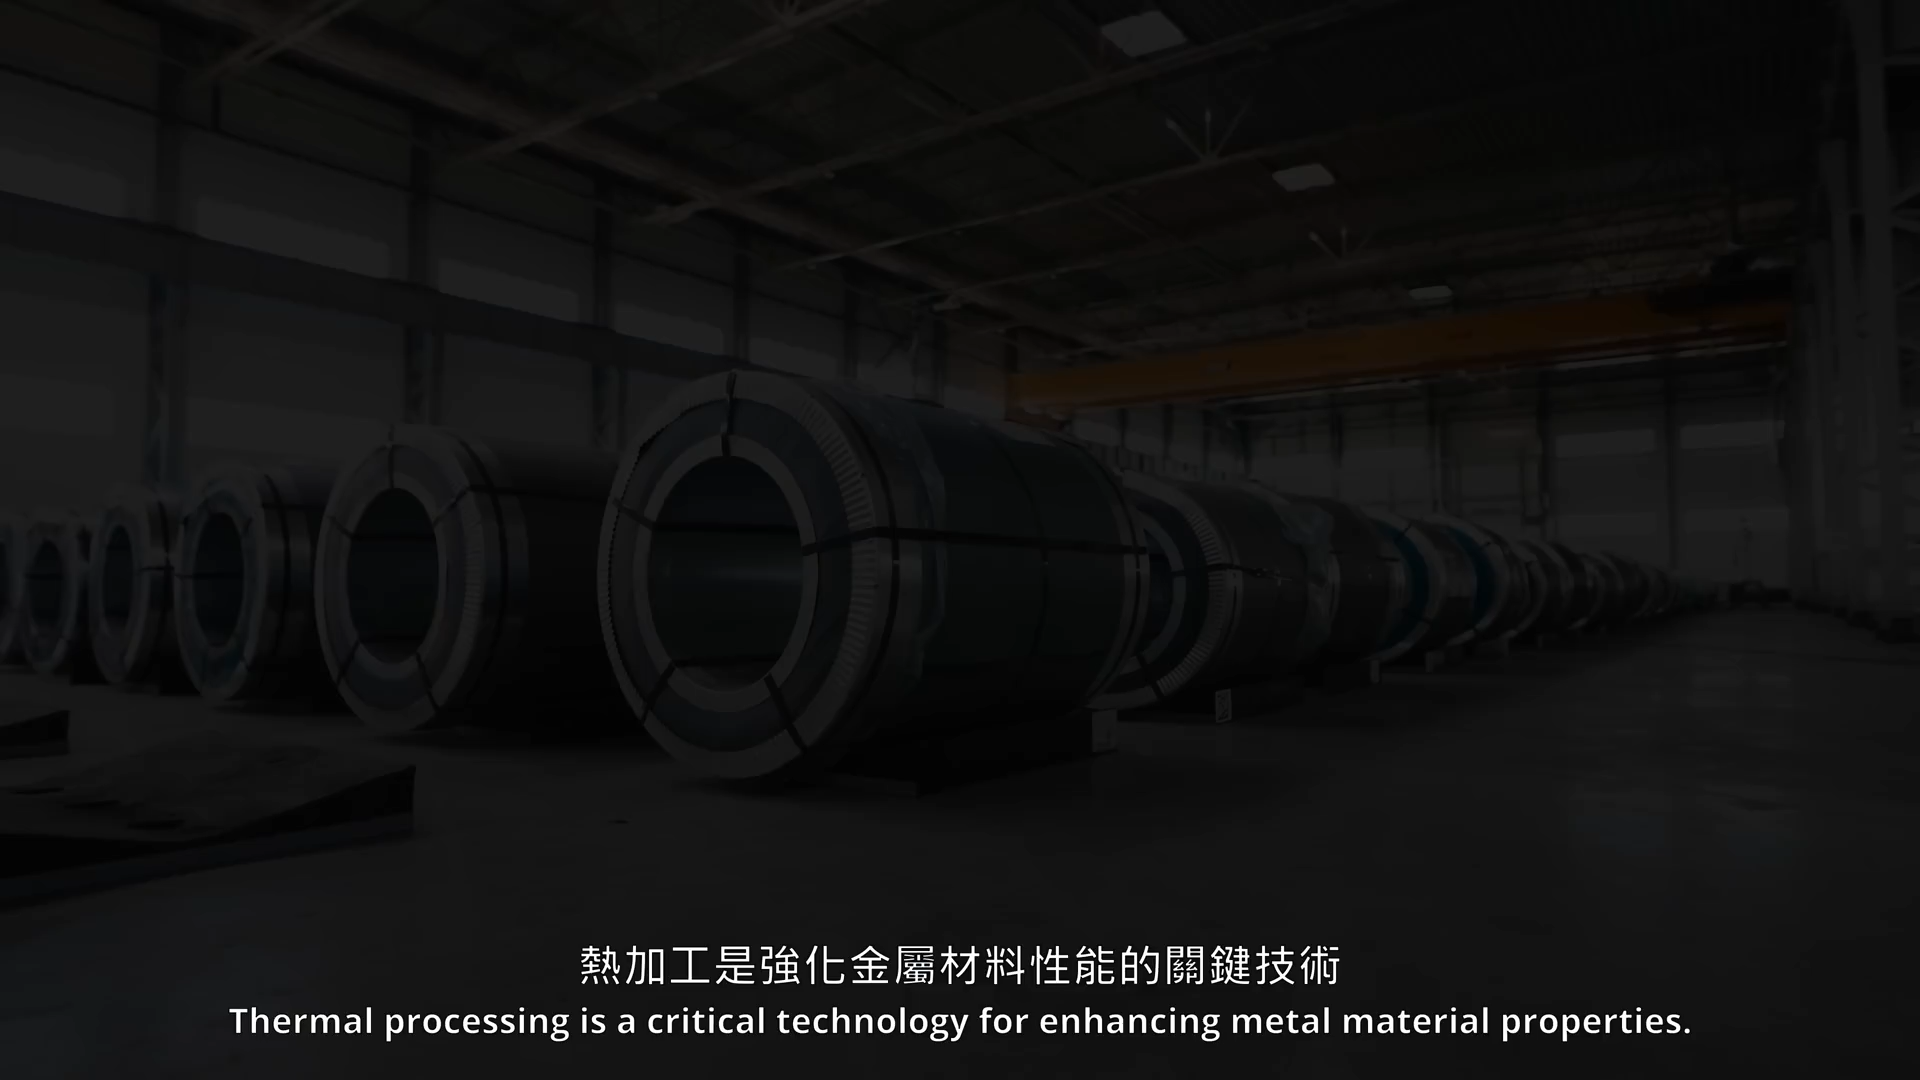 熱加工是強化金屬材料性能的關鍵技術
Thermal processing is a critical technology for enhancing metal material properties.